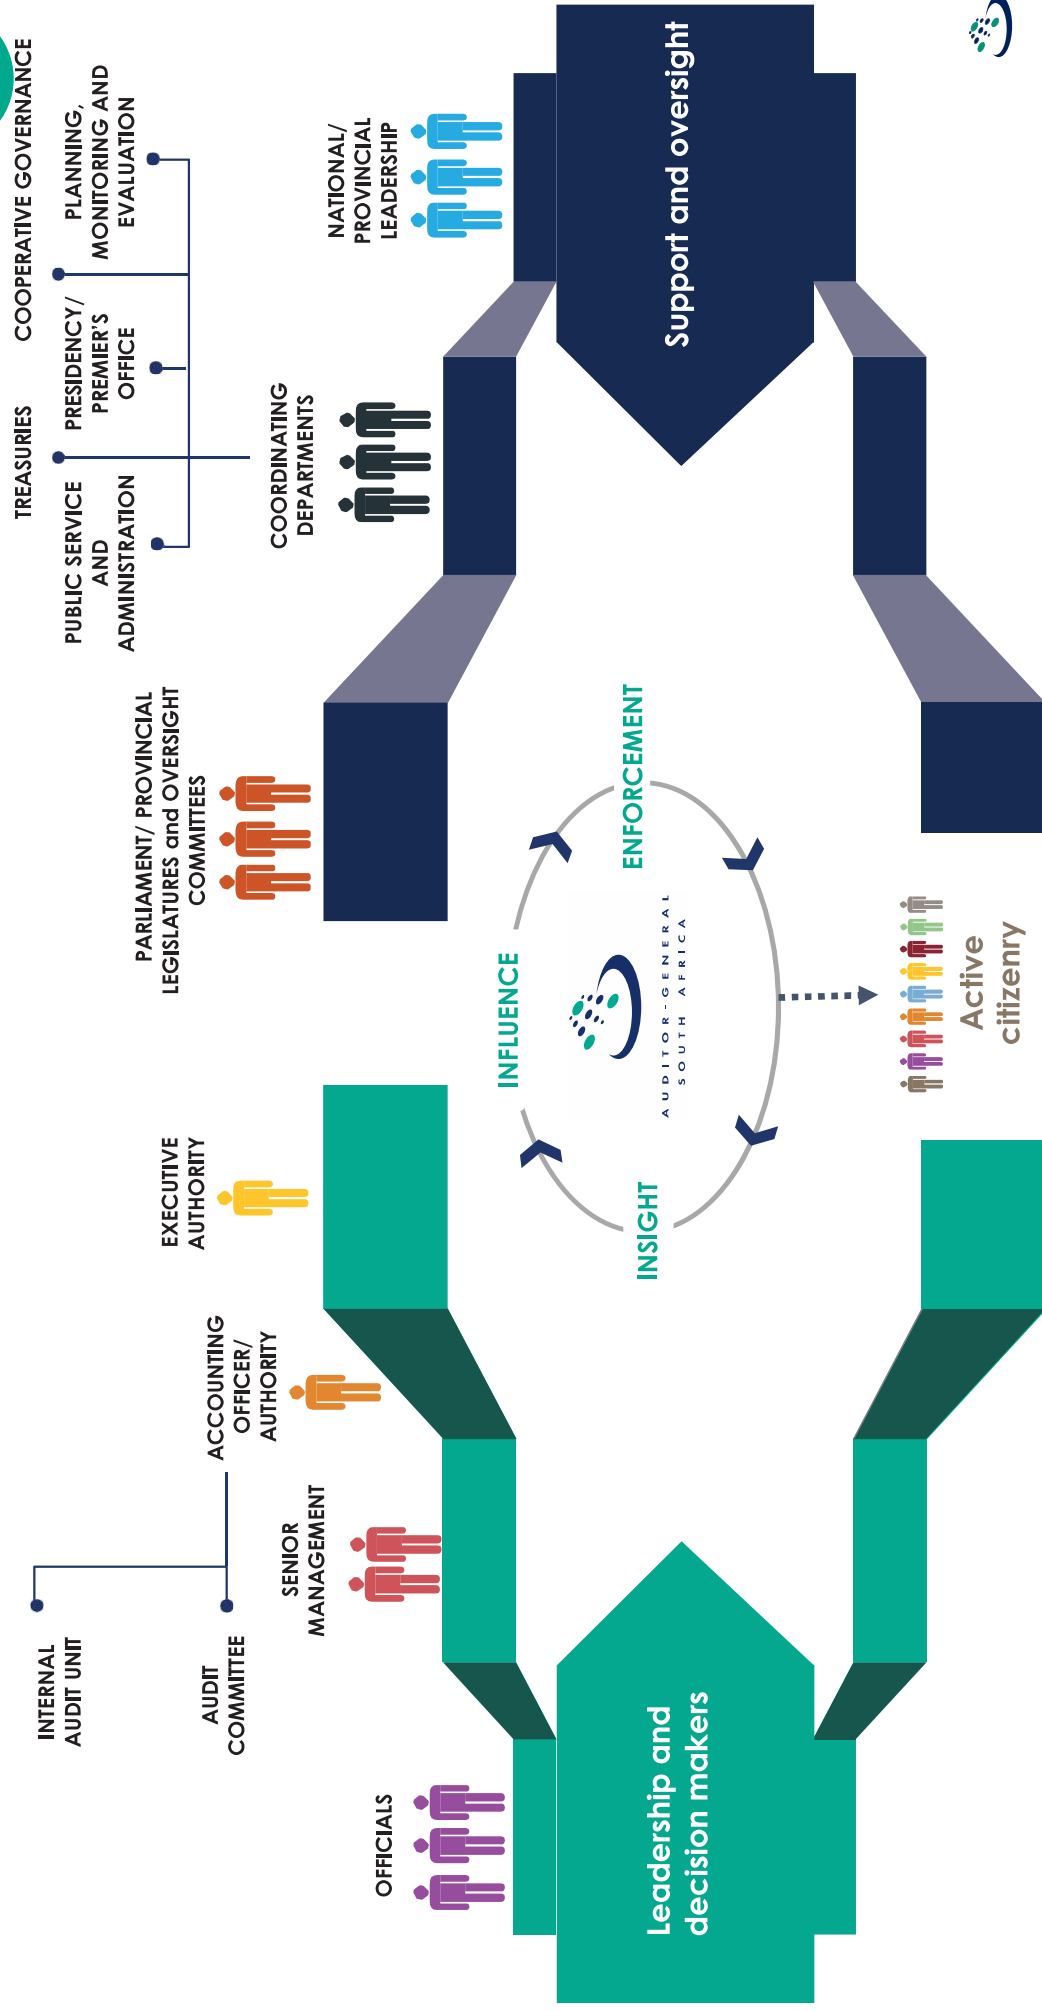 INTERNAL
AUDIT UNIT
AUDIT
COMMITTEE
OFFICIALS
SENIOR
MANAGEMENT
ACCOUNTING
OFFICER/
AUTHORITY
EXECUTIVE
AUTHORITY
PARLIAMENT/ PROVINCIAL
LEGISLATURES and OVERSIGHT
COMMITTEES
TREASURIES
COOPERATIVE GOVERNANCE
PUBLIC SERVICE
AND
ADMINISTRATION
PRESIDENCY/
PREMIER'S
OFFICE
PLANNING,
MONITORING AND
EVALUATION
COORDINATING
DEPARTMENTS
NATIONAL/
PROVINCIAL
LEADERSHIP
Leadership and
decision makers
INSIGHT
INFLUENCE
ENFORCEMENT
AUDITOR-GENERAL
SOUTH AFRICA
Support and oversight
Active
citizenry